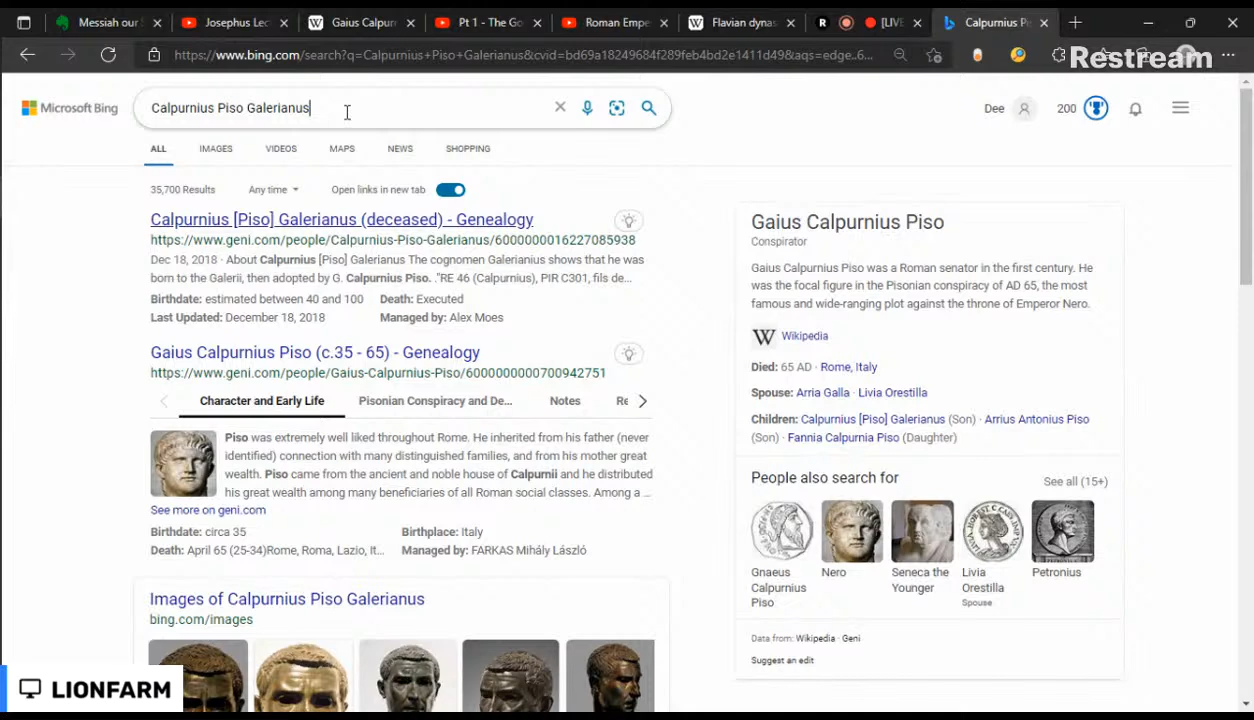 Messiah our S
Josephus Lec
Gaius Calpurn
Pt 1 - The Go
Roman Empe
Flavian dynas
R
[LIVE
Calpurnius Pi
https://www.bing.com/search?q=Calpurnius+Piso+Galerianus&cvid=bd69a18249684f289feb4bd2e1411d49&aqs=edge..6...
Restream
Microsoft Bing
Calpurnius Piso Galerianus
Dee
200
ALL IMAGES VIDEOS MAPS NEWS SHOPPING
35,700 Results Any time Open links in new tab
Calpurnius [Piso] Galerianus (deceased) - Genealogy
https://www.geni.com/people/Calpurnius-Piso-Galerianus/6000000016227085938
Dec 18, 2018 · About Calpurnius [Piso] Galerianus The cognomen Galerianus shows that he was
born to the Galerii, then adopted by G. Calpurnius Piso. ."RE 46 (Calpurnius), PIR C301, fils de...
Birthdate: estimated between 40 and 100 Death: Executed
Last Updated: December 18, 2018 Managed by: Alex Moes
Gaius Calpurnius Piso (c.35 - 65) - Genealogy
https://www.geni.com/people/Gaius-Calpurnius-Piso/6000000000700942751
Character and Early Life Pisonian Conspiracy and De... Notes Re
Piso was extremely well liked throughout Rome. He inherited from his father (never
identified) connection with many distinguished families, and from his mother great
wealth. Piso came from the ancient and noble house of Calpurnii and he distributed
his great wealth among many beneficiaries of all Roman social classes. Among a ...
See more on geni.com
Birthdate: circa 35 Birthplace: Italy
Death: April 65 (25-34)Rome, Roma, Lazio, It... Managed by: FARKAS Mihály László
Images of Calpurnius Piso Galerianus
bing.com/images
Gaius Calpurnius Piso
Conspirator
Gaius Calpurnius Piso was a Roman senator in the first century. He
was the focal figure in the Pisonian conspiracy of AD 65, the most
famous and wide-ranging plot against the throne of Emperor Nero.
W Wikipedia
Died: 65 AD · Rome, Italy
Spouse: Arria Galla · Livia Orestilla
Children: Calpurnius [Piso] Galerianus (Son) · Arrius Antonius Piso
(Son) · Fannia Calpurnia Piso (Daughter)
People also search for See all (15+)
Gnaeus
Calpurnius
Piso
Nero
Seneca the
Younger
Livia
Orestilla
Spouse
Petronius
Data from: Wikipedia · Geni
Suggest an edit
LIONFARM